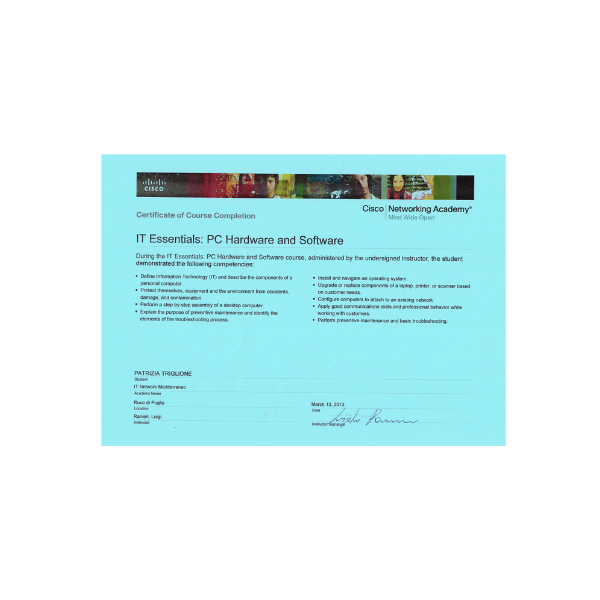 CISCO
Cisco Networking Academy®
Mind Wide Open
Certificate of Course Completion
IT Essentials: PC Hardware and Software
During the IT Essentials: PC Hardware and Software course, administered by the undersigned instructor, the student
demonstrated the following competencies:
• Define Information Technology (IT) and describe the components of a
personal computer.
• Protect themselves, equipment and the environment from accidents,
damage, and contamination
• Perform a step-by-step assembly of a desktop computer.
• Explain the purpose of preventive maintenance and identify the
elements of the troubleshooting process.
• Install and navigate an operating system.
• Upgrade or replace components of a laptop, printer, or scanner based
on customer needs.
• Configure computers to attach to an existing network
• Apply good communications skills and professional behavior while
working with customers.
• Perform preventive maintenance and basic troubleshooting.
PATRIZIA TRIGLIONE
Student
IT Network Mediterraneo
Academy Name
Ruvo di Puglia
Location
Ramen, Luigi
Instructor
March 13, 2012
Date
Instructor Signature